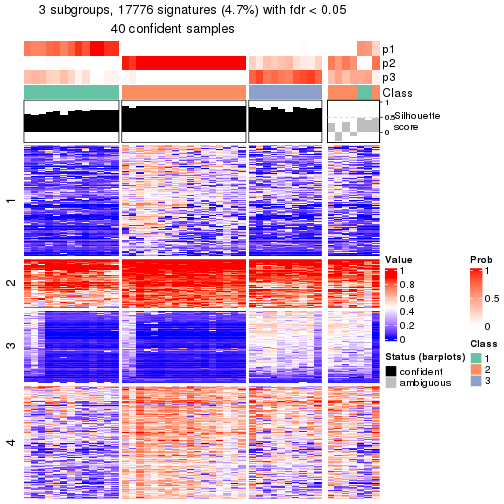 3 subgroups, 17776 signatures (4.7%) with fdr < 0.05
40 confident samples
p1
p2
p3
Class
1
0.5
0
Silhouette
score
1
2
3
4
Value
1
0.8
0.6
0.4
0.2
0
Status (barplots)
confident
ambiguous
Prob
1
0.5
0
Class
1
2
3